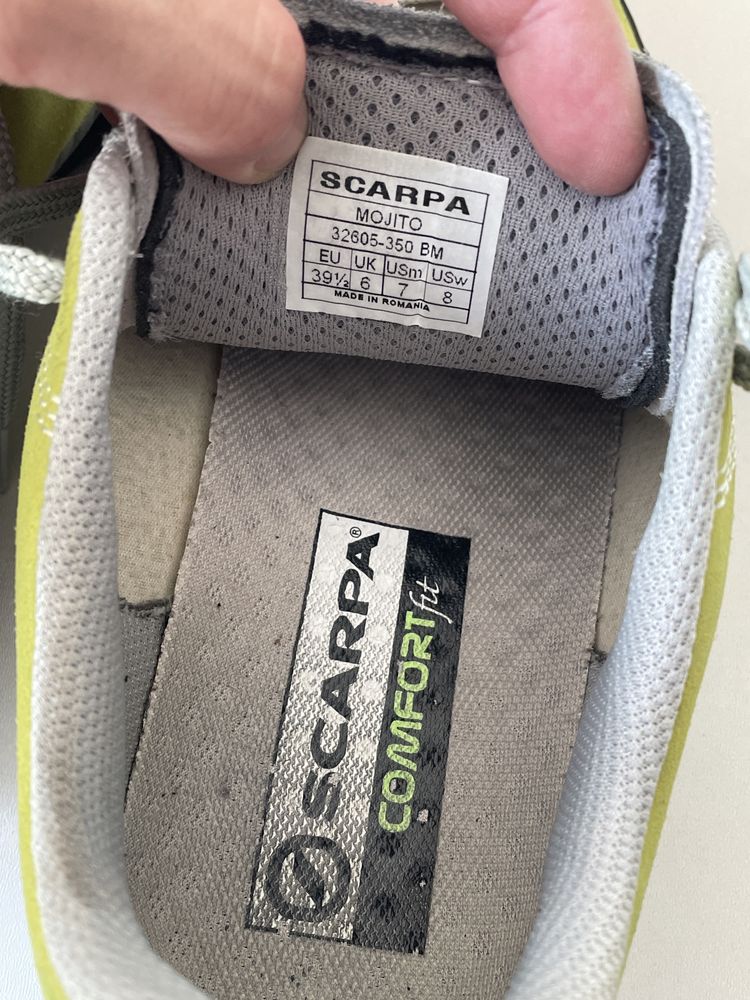 SCARPA
MOJITO
32605-350 BM
EU UK USm USw
39½ 6 7 8
MADE IN ROMANIA
SCARPA®
COMFORT fit